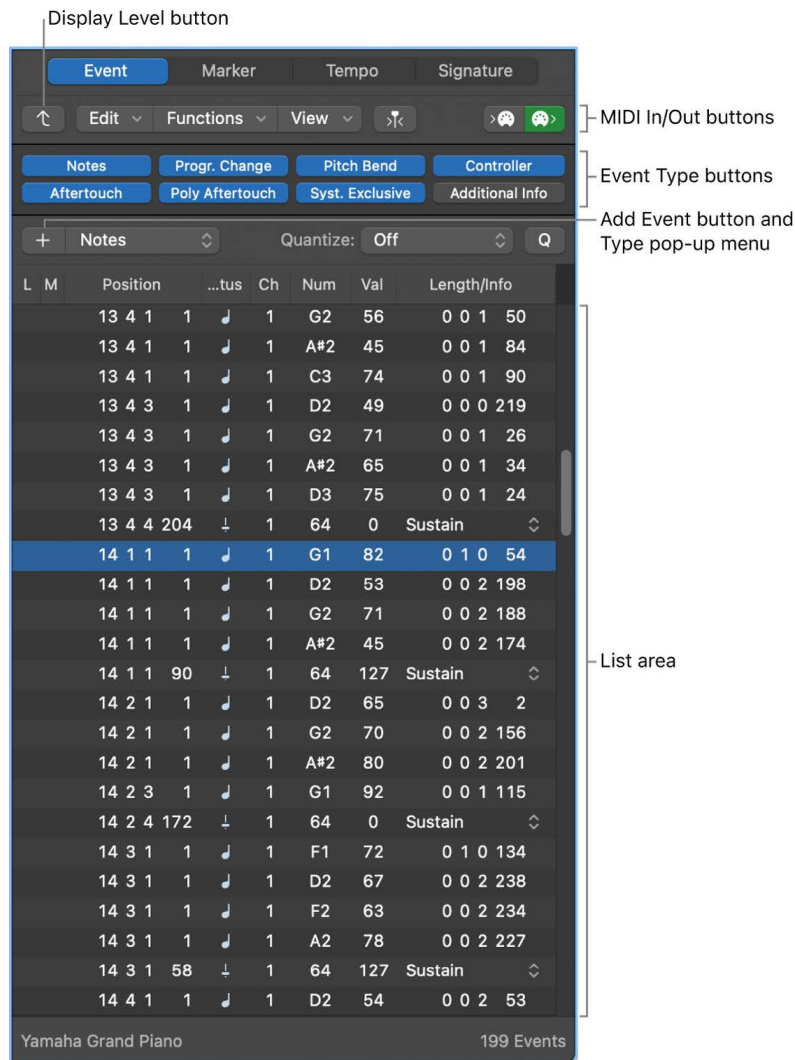 Display Level button
Event Marker Tempo Signature
Edit Functions View
MIDI In/Out buttons
Notes Progr. Change Pitch Bend Controller
Aftertouch Poly Aftertouch Syst. Exclusive Additional Info
Event Type buttons
+ Notes Quantize: Off Q
Add Event button and
Type pop-up menu
L M Position ...tus Ch Num Val Length/Info
13 4 1 1 1 G2 56 0 0 1 50
13 4 1 1 1 A#2 45 0 0 1 84
13 4 1 1 1 C3 74 0 0 1 90
13 4 3 1 1 D2 49 0 0 0 219
13 4 3 1 1 G2 71 0 0 1 26
13 4 3 1 1 A#2 65 0 0 1 34
13 4 3 1 1 D3 75 0 0 1 24
13 4 4 204 1 64 0 Sustain
14 1 1 1 1 G1 82 0 1 0 54
14 1 1 1 1 D2 53 0 0 2 198
14 1 1 1 1 G2 71 0 0 2 188
14 1 1 1 1 A#2 45 0 0 2 174
14 1 1 90 1 64 127 Sustain
List area
14 2 1 1 1 D2 65 0 0 3 2
14 2 1 1 1 G2 70 0 0 2 156
14 2 1 1 1 A#2 80 0 0 2 201
14 2 3 1 1 G1 92 0 0 1 115
14 2 4 172 1 64 0 Sustain
14 3 1 1 1 F1 72 0 1 0 134
14 3 1 1 1 D2 67 0 0 2 238
14 3 1 1 1 F2 63 0 0 2 234
14 3 1 1 1 A2 78 0 0 2 227
14 3 1 58 1 64 127 Sustain
14 4 1 1 1 D2 54 0 0 2 53
Yamaha Grand Piano 199 Events